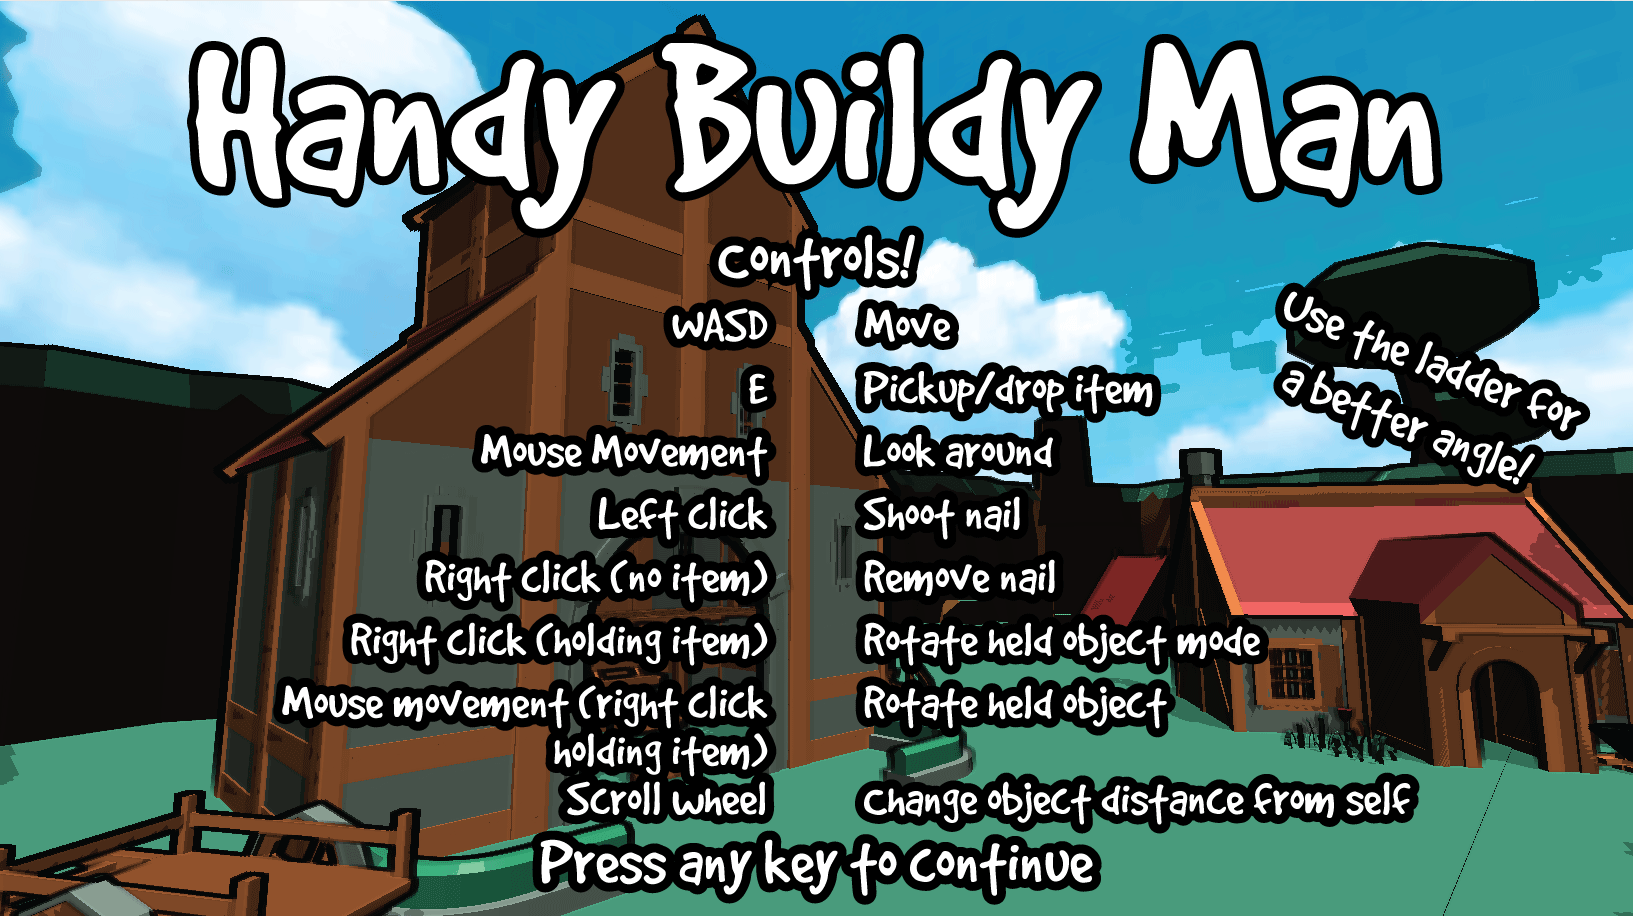 Handy Buildy Man
Controls!
WASD Move
E Pickup/drop item
Mouse Movement Look around
Left click Shoot nail
Right click (no item) Remove nail
Right click (holding item) Rotate held object mode
Mouse movement (right click Rotate held object
holding item)
Scroll wheel Change object distance from self
Press any key to continue
Use the ladder for
a better angle!